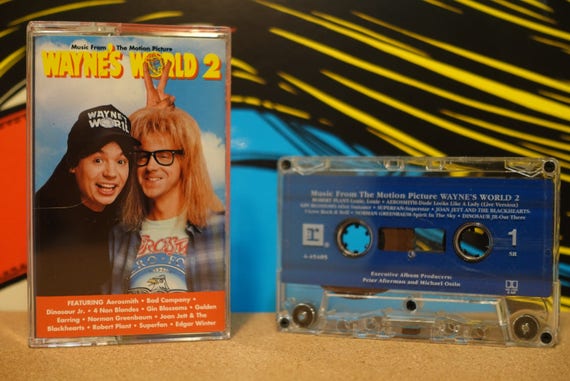 Music From The Motion Picture
WAYNE'S WORLD 2
WAYNE'S
WORLD
FEATURING Aerosmith • Bad Company •
Dinosaur Jr. • 4 Non Blondes • Gin Blossoms • Golden
Earring • Norman Greenbaum • Joan Jett & The
Blackhearts • Robert Plant • Superfan • Edgar Winter
Music From The Motion Picture WAYNE'S WORLD 2
ROBERT PLANT-Louie, Louie • AEROSMITH-Dude Looks Like A Lady (Live Version)
GIN BLOSSOMS-Idiot Summer • SUPERFAN-Superstar • JOAN JETT AND THE BLACKHEARTS-
I Love Rock & Roll • NORMAN GREENBAUM-Spirit In The Sky • DINOSAUR JR-Out There
4-45485
1
SR
Executive Album Producers:
Peter Afterman and Michael Ostin